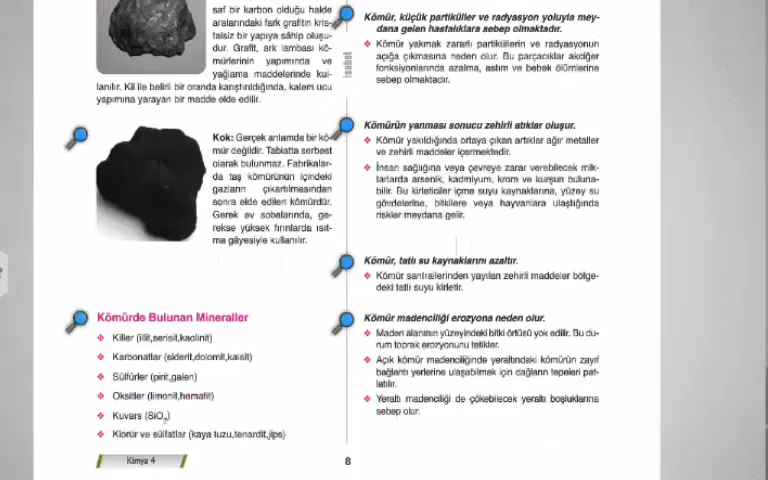 saf bir karbon olduğu halde
aralarındaki fark grafitin kris-
talsiz bir yapıya sâhip oluşu-
dur. Grafit, ark lambası kö-
mürlerinin yapımında ve
yağlama maddelerinde kul-
lanılır. Kil ile belirli bir oranda karıştırıldığında, kalem ucu
yapımına yarayan bir madde elde edilir.
Kok: Gerçek anlamda bir kö-
mür değildir. Tabiatta serbest
olarak bulunmaz. Fabrikalar-
da taş kömürünün içindeki
gazların çıkartılmasından
sonra elde edilen kömürdür.
Gerek ev sobalarında, ge-
rekse yüksek fırınlarda ısıt-
ma gâyesiyle kullanılır.
Kömürde Bulunan Mineraller
❖ Killer (illit,serisit,kaolinit)
❖ Karbonatlar (siderit,dolomit,kalsit)
❖ Sülfürler (pirit,galen)
❖ Oksitler (limonit,hematit)
❖ Kuvars (SiO₂)
❖ Klorür ve sülfatlar (kaya tuzu,tenardit,jips)
isabet
Kömür, küçük partiküller ve radyasyon yoluyla mey-
dana gelen hastalıklara sebep olmaktadır.
❖ Kömür yakmak zararlı partiküllerin ve radyasyonun
açığa çıkmasına neden olur. Bu parçacıklar akciğer
fonksiyonlarında azalma, astım ve bebek ölümlerine
sebep olmaktadır.
Kömürün yanması sonucu zehirli atıklar oluşur.
❖ Kömür yakıldığında ortaya çıkan artıklar ağır metaller
ve zehirli maddeler içermektedir.
❖ İnsan sağlığına veya çevreye zarar verebilecek mik-
tarlarda arsenik, kadmiyum, krom ve kurşun buluna-
bilir. Bu kirleticiler içme suyu kaynaklarına, yüzey su
gövdelerine, bitkilere veya hayvanlara ulaştığında
riskler meydana gelir.
Kömür, tatlı su kaynaklarını azaltır.
❖ Kömür santrallerinden yayılan zehirli maddeler bölge-
deki tatlı suyu kirletir.
Kömür madenciliği erozyona neden olur.
❖ Maden alanının yüzeyindeki bitki örtüsü yok edilir. Bu du-
rum toprak erozyonunu tetikler.
❖ Açık kömür madenciliğinde yeraltındaki kömürün zayıf
bağlantı yerlerine ulaşabilmek için dağların tepeleri pat-
latılır.
❖ Yeraltı madenciliği de çökebilecek yeraltı boşluklarına
sebep olur.
Kimya 4
8